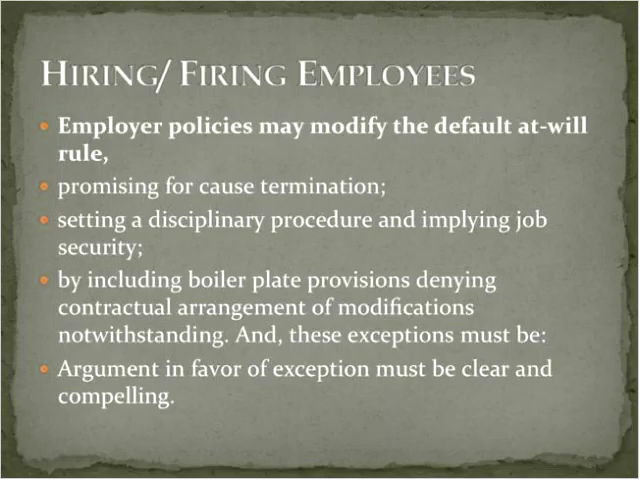 HIRING/ FIRING EMPLOYEES
• Employer policies may modify the default at-will
rule,
• promising for cause termination;
• setting a disciplinary procedure and implying job
security;
• by including boiler plate provisions denying
contractual arrangement of modifications
notwithstanding. And, these exceptions must be:
• Argument in favor of exception must be clear and
compelling.